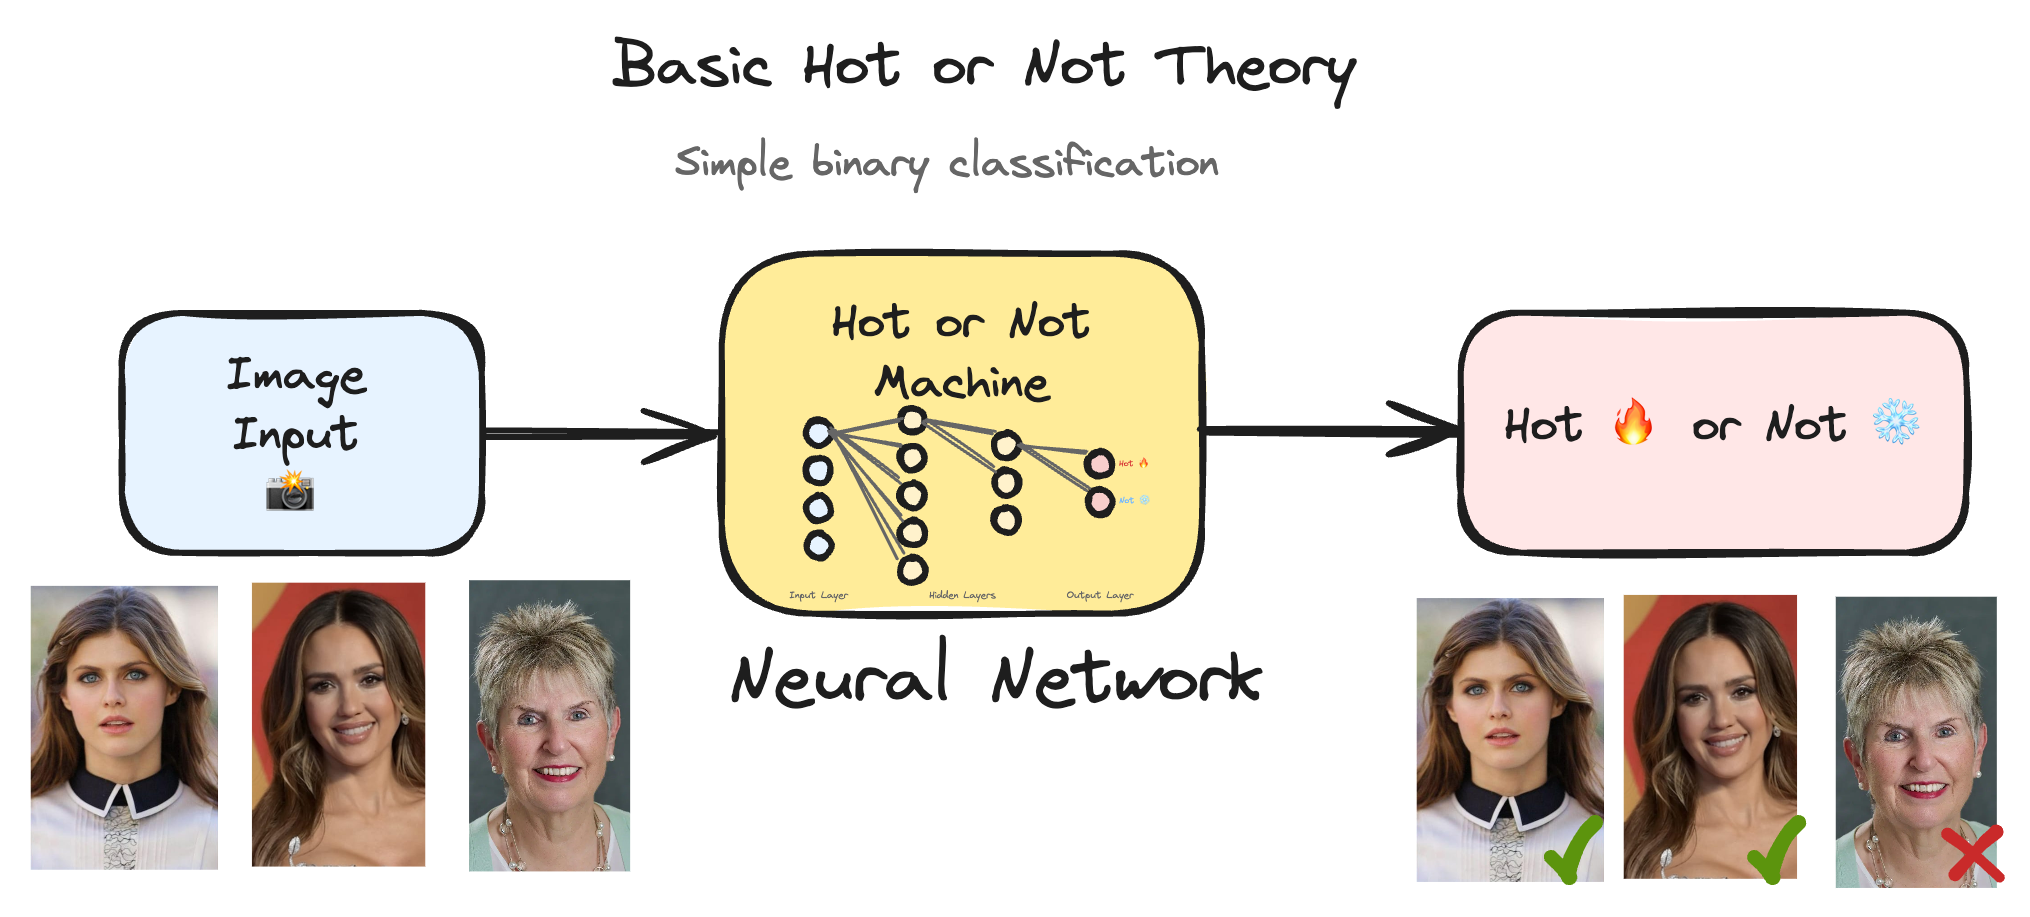 Basic Hot or Not Theory
Simple binary classification
Image
Input
Hot or Not
Machine
Hot 🔥
Not ❄️
Input Layer
Hidden Layers
Output Layer
Neural Network
Hot 🔥 or Not ❄️